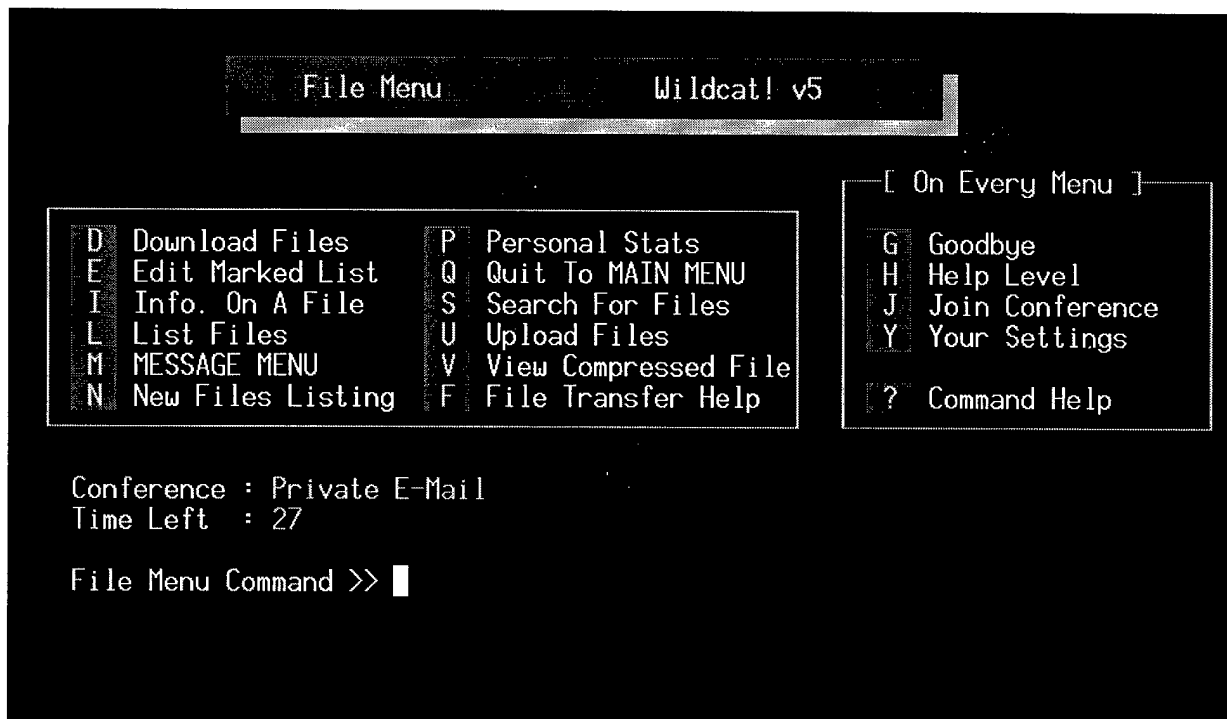 File Menu Wildcat! v5
[ On Every Menu ]
D Download Files P Personal Stats G Goodbye
E Edit Marked List Q Quit To MAIN MENU H Help Level
I Info. On A File S Search For Files J Join Conference
L List Files U Upload Files Y Your Settings
M MESSAGE MENU V View Compressed File
N New Files Listing F File Transfer Help ? Command Help
Conference : Private E-Mail
Time Left : 27
File Menu Command >>